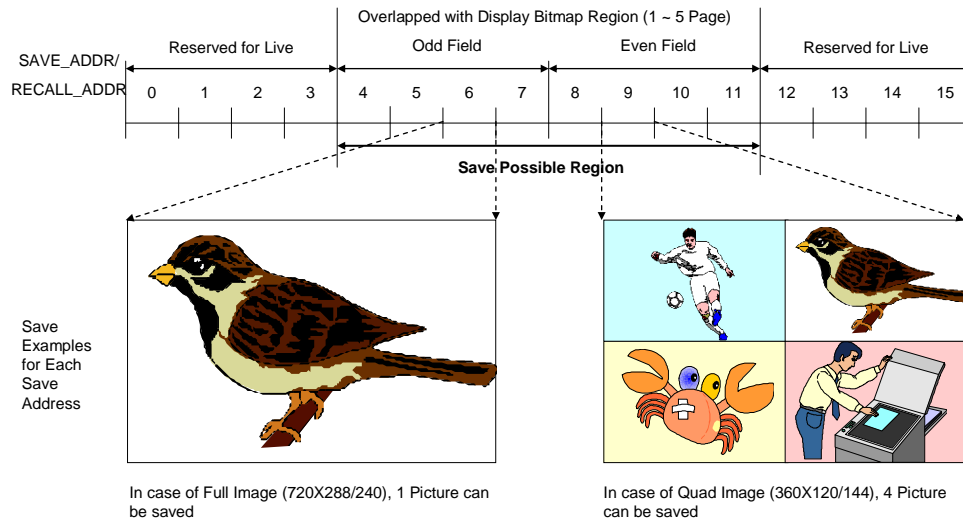 Overlapped with Display Bitmap Region (1 ~ 5 Page)
Reserved for Live
Odd Field
Even Field
Reserved for Live
SAVE_ADDR/
RECALL_ADDR
0 1 2 3 4 5 6 7 8 9 10 11 12 13 14 15
Save Possible Region
Save
Examples
for Each
Save
Address
In case of Full Image (720X288/240), 1 Picture can
be saved
In case of Quad Image (360X120/144), 4 Picture
can be saved